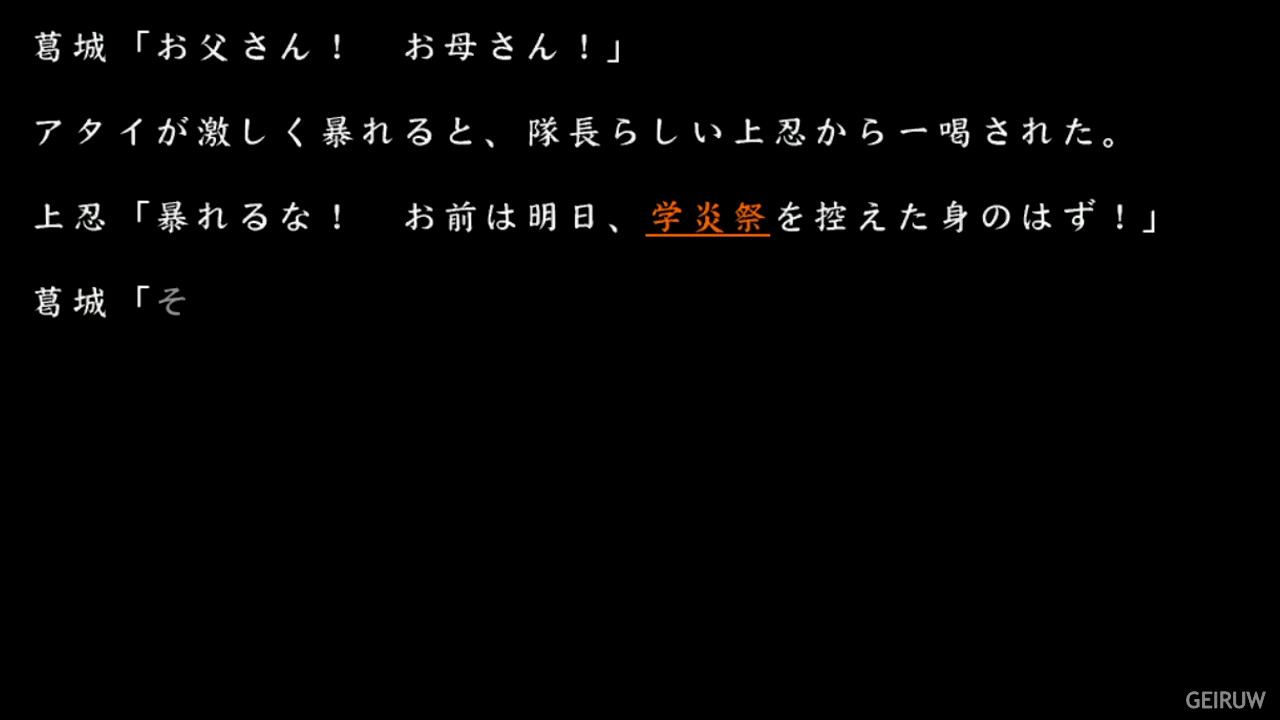 葛城「お父さん！　お母さん！」
アタイが激しく暴れると、隊長らしい上忍から一喝された。
上忍「暴れるな！　お前は明日、学炎祭を控えた身のはず！」
葛城「そ
GEIRUW